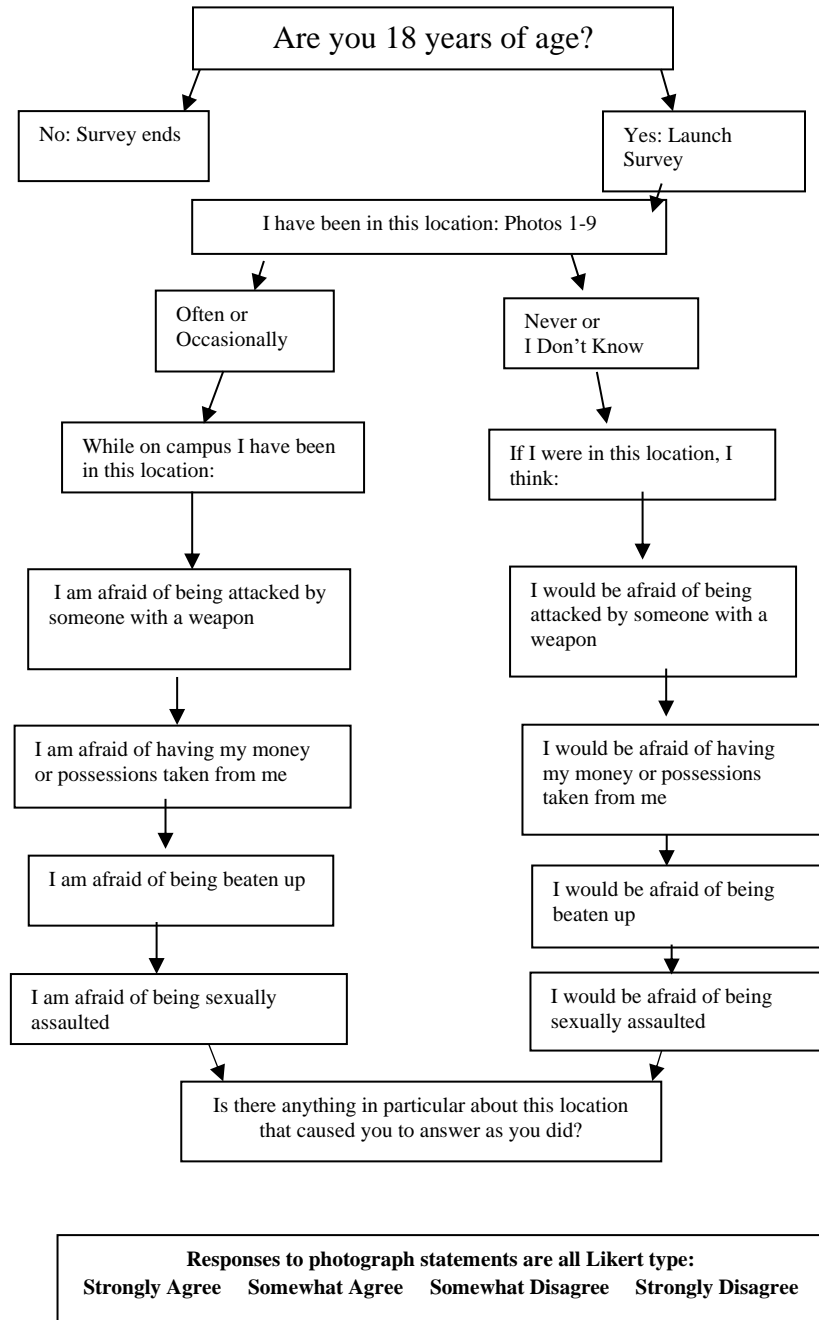 Are you 18 years of age?
No: Survey ends
Yes: Launch
Survey
I have been in this location: Photos 1-9
Often or
Occasionally
Never or
I Don’t Know
While on campus I have been
in this location:
If I were in this location, I
think:
I am afraid of being attacked by
someone with a weapon
I would be afraid of being
attacked by someone with a
weapon
I am afraid of having my money
or possessions taken from me
I would be afraid of having
my money or possessions
taken from me
I am afraid of being beaten up
I would be afraid of being
beaten up
I am afraid of being sexually
assaulted
I would be afraid of being
sexually assaulted
Is there anything in particular about this location
that caused you to answer as you did?
Responses to photograph statements are all Likert type:
Strongly Agree Somewhat Agree Somewhat Disagree Strongly Disagree